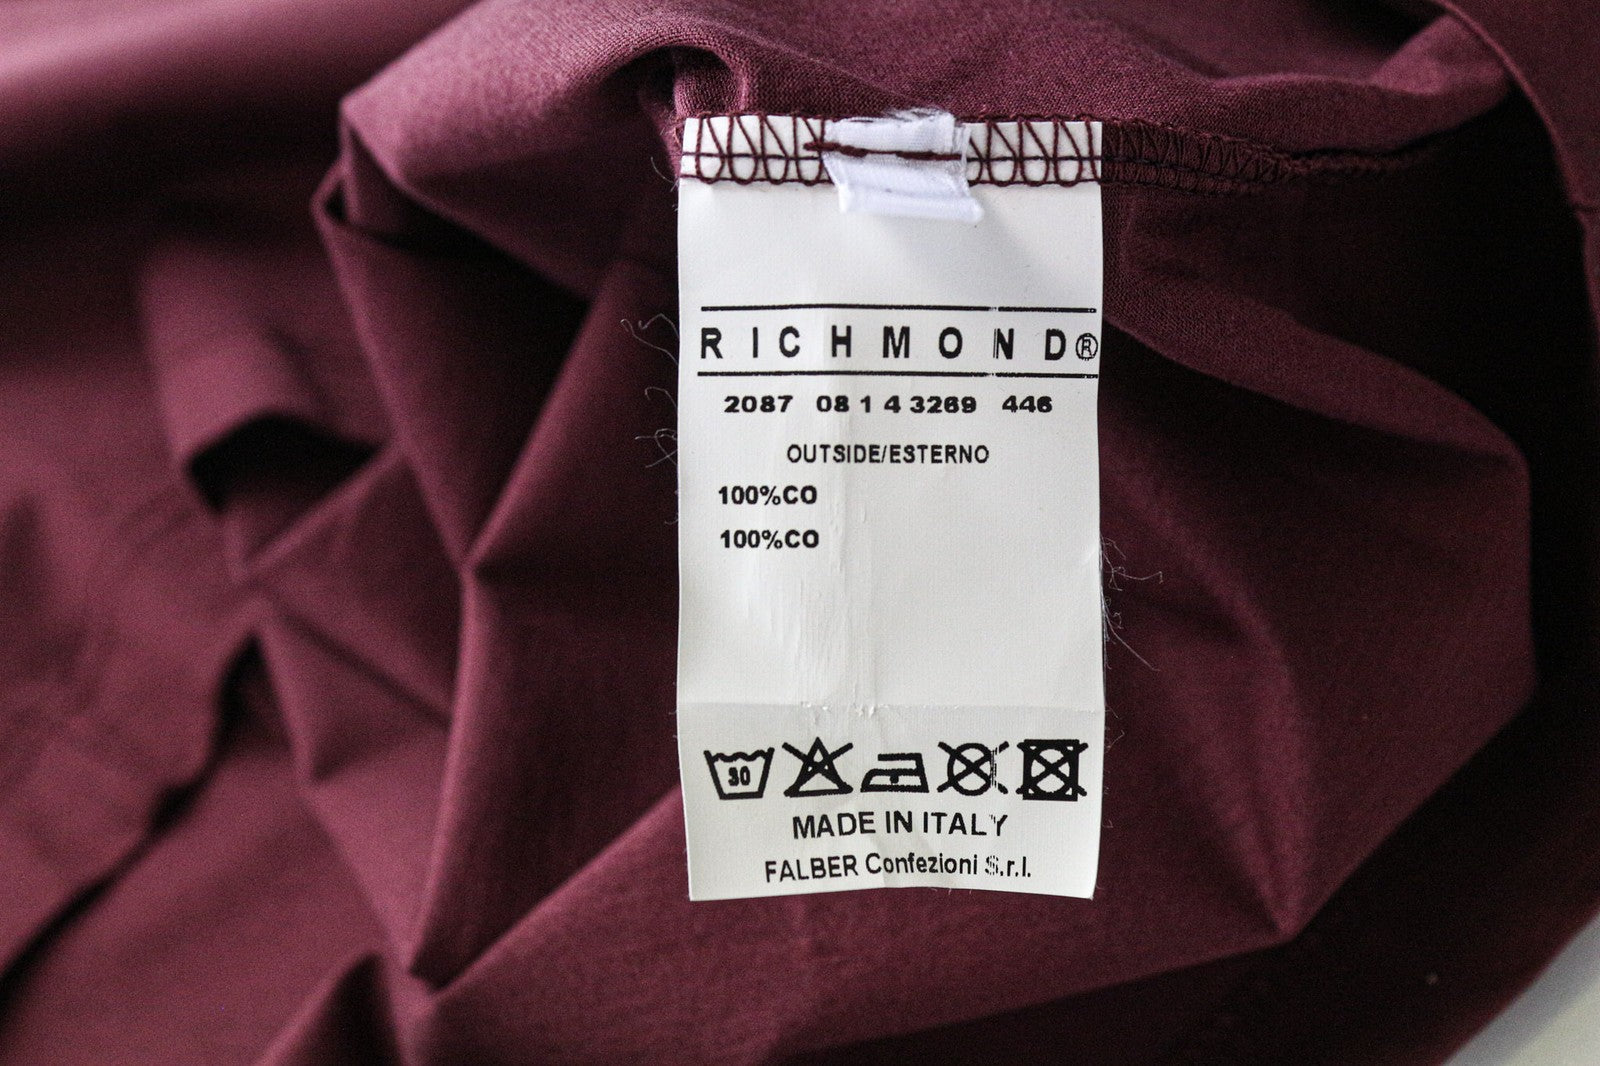 RICHMOND®
2087 08 1 4 3269 446
OUTSIDE/ESTERNO
100%CO
100%CO
30
MADE IN ITALY
FALBER Confezioni S.r.l.